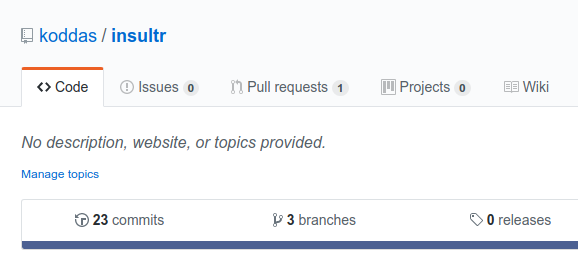 koddas / insultr
Code Issues 0 Pull requests 1 Projects 0 Wiki
No description, website, or topics provided.
Manage topics
23 commits 3 branches 0 releases